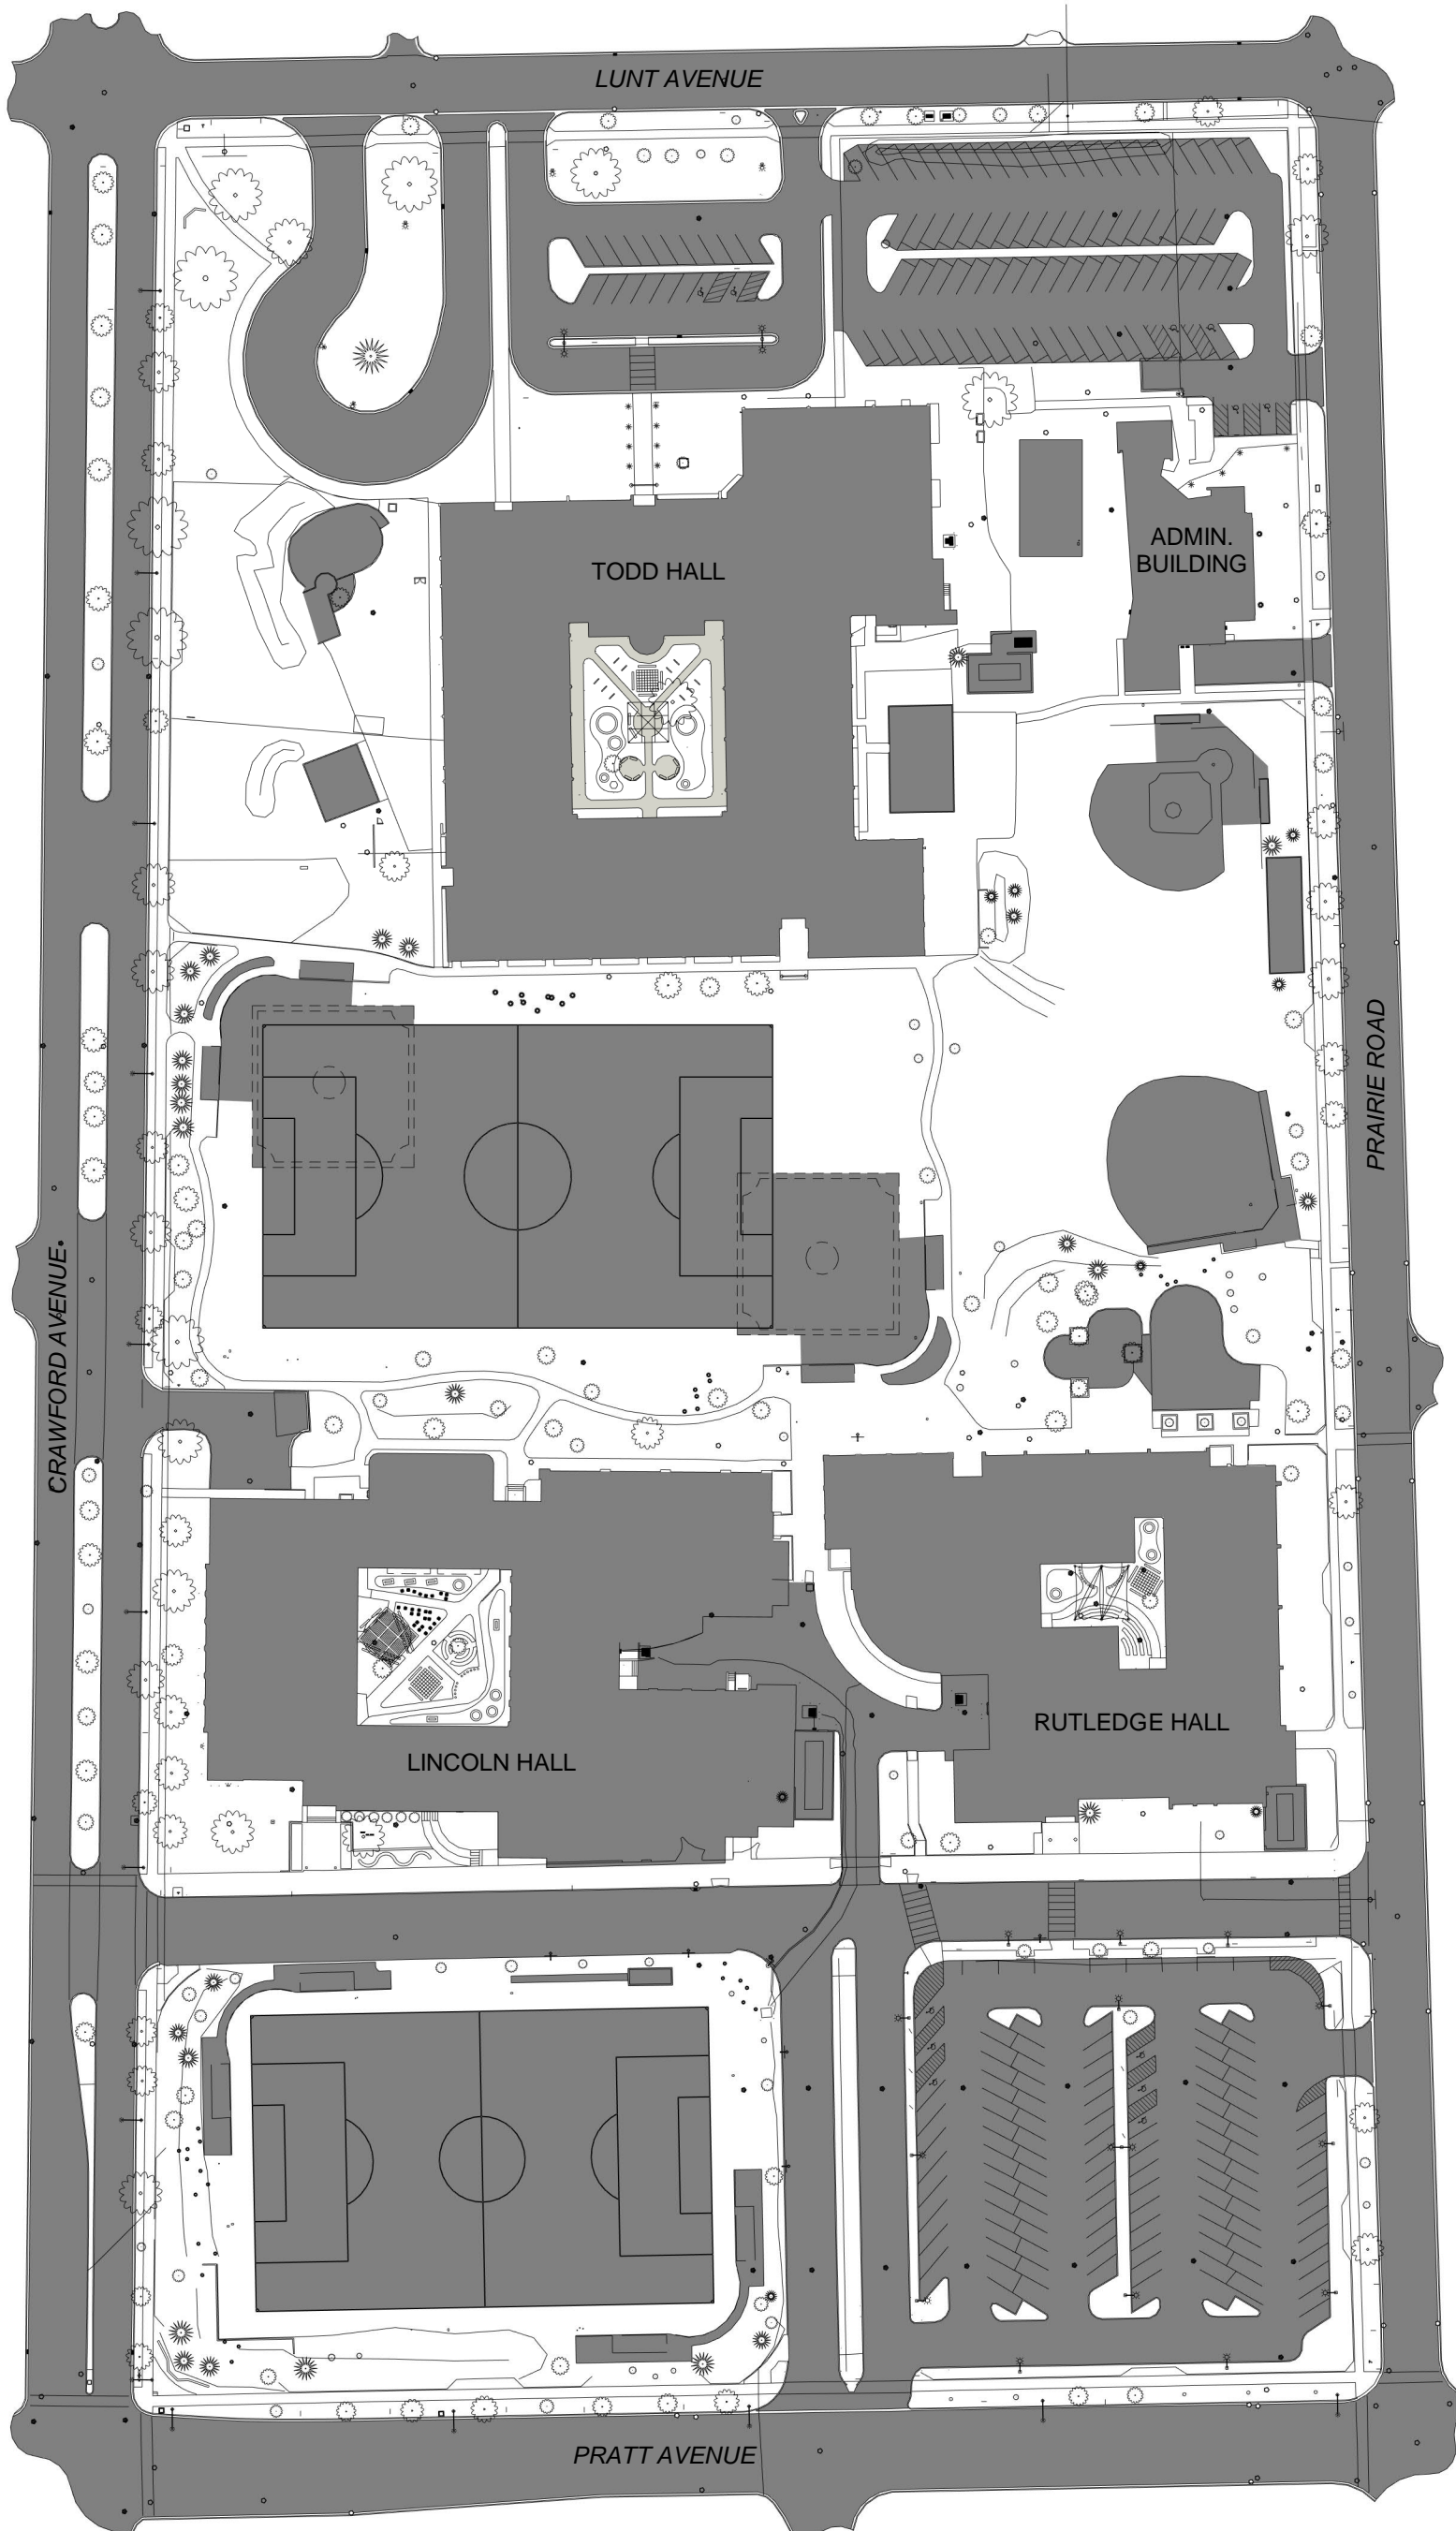 LUNT AVENUE
TODD HALL
ADMIN.
BUILDING
PRAIRIE ROAD
CRAWFORD AVENUE
LINCOLN HALL
RUTLEDGE HALL
PRATT AVENUE